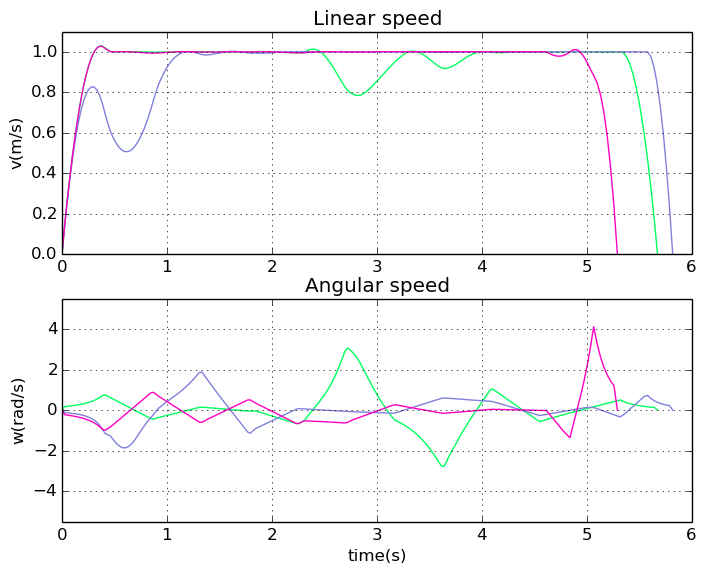 Linear speed
1.0
0.8
0.6
0.4
0.2
0.0
v(m/s)
0 1 2 3 4 5 6
Angular speed
4
2
0
−2
−4
w(rad/s)
0 1 2 3 4 5 6
time(s)